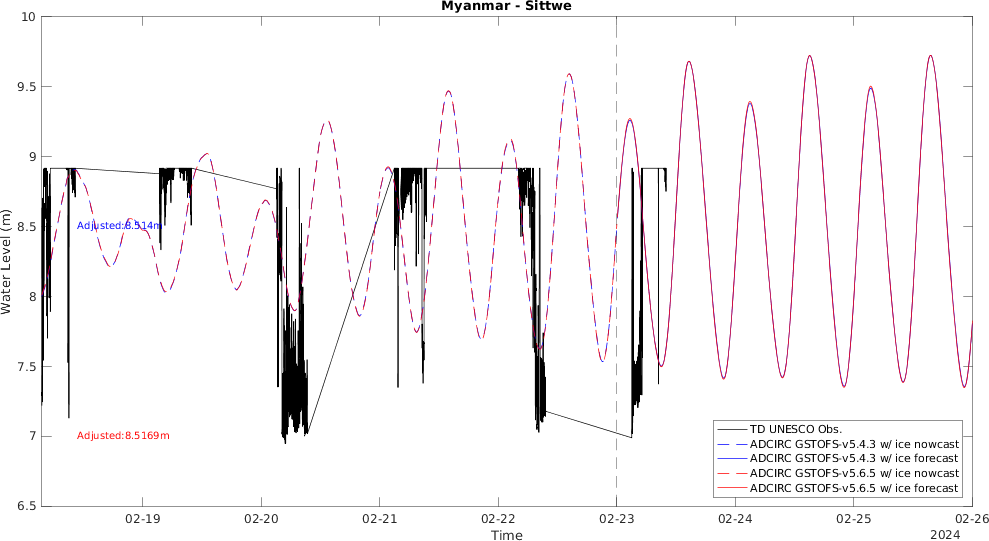 Myanmar - Sittwe
10
9.5
9
8.5
8
7.5
7
6.5
Water Level (m)
Adjusted:8.514m
Adjusted:8.5169m
TD UNESCO Obs.
ADCIRC GSTOFS-v5.4.3 w/ ice nowcast
ADCIRC GSTOFS-v5.4.3 w/ ice forecast
ADCIRC GSTOFS-v5.6.5 w/ ice nowcast
ADCIRC GSTOFS-v5.6.5 w/ ice forecast
02-19
02-20
02-21
02-22
02-23
02-24
02-25
02-26
Time
2024